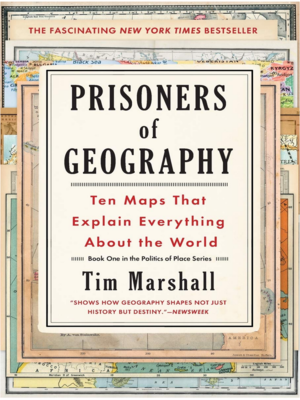 THE FASCINATING NEW YORK TIMES BESTSELLER
PRISONERS
of
GEOGRAPHY
Ten Maps That
Explain Everything
About the World
Book One in the Politics of Place Series
Tim Marshall
"SHOWS HOW GEOGRAPHY SHAPES NOT JUST
HISTORY BUT DESTINY."—NEWSWEEK